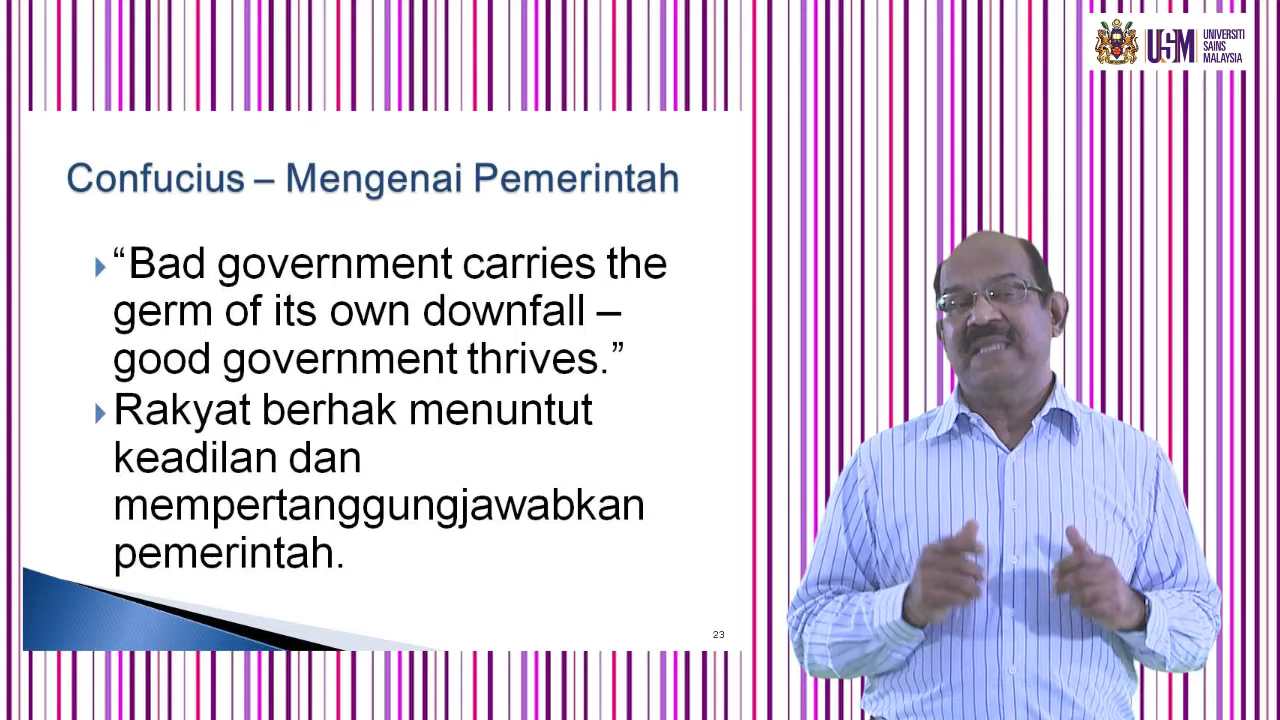 USM
UNIVERSITI
SAINS
MALAYSIA
Confucius – Mengenai Pemerintah
“Bad government carries the
germ of its own downfall –
good government thrives.”
Rakyat berhak menuntut
keadilan dan
mempertanggungjawabkan
pemerintah.
23